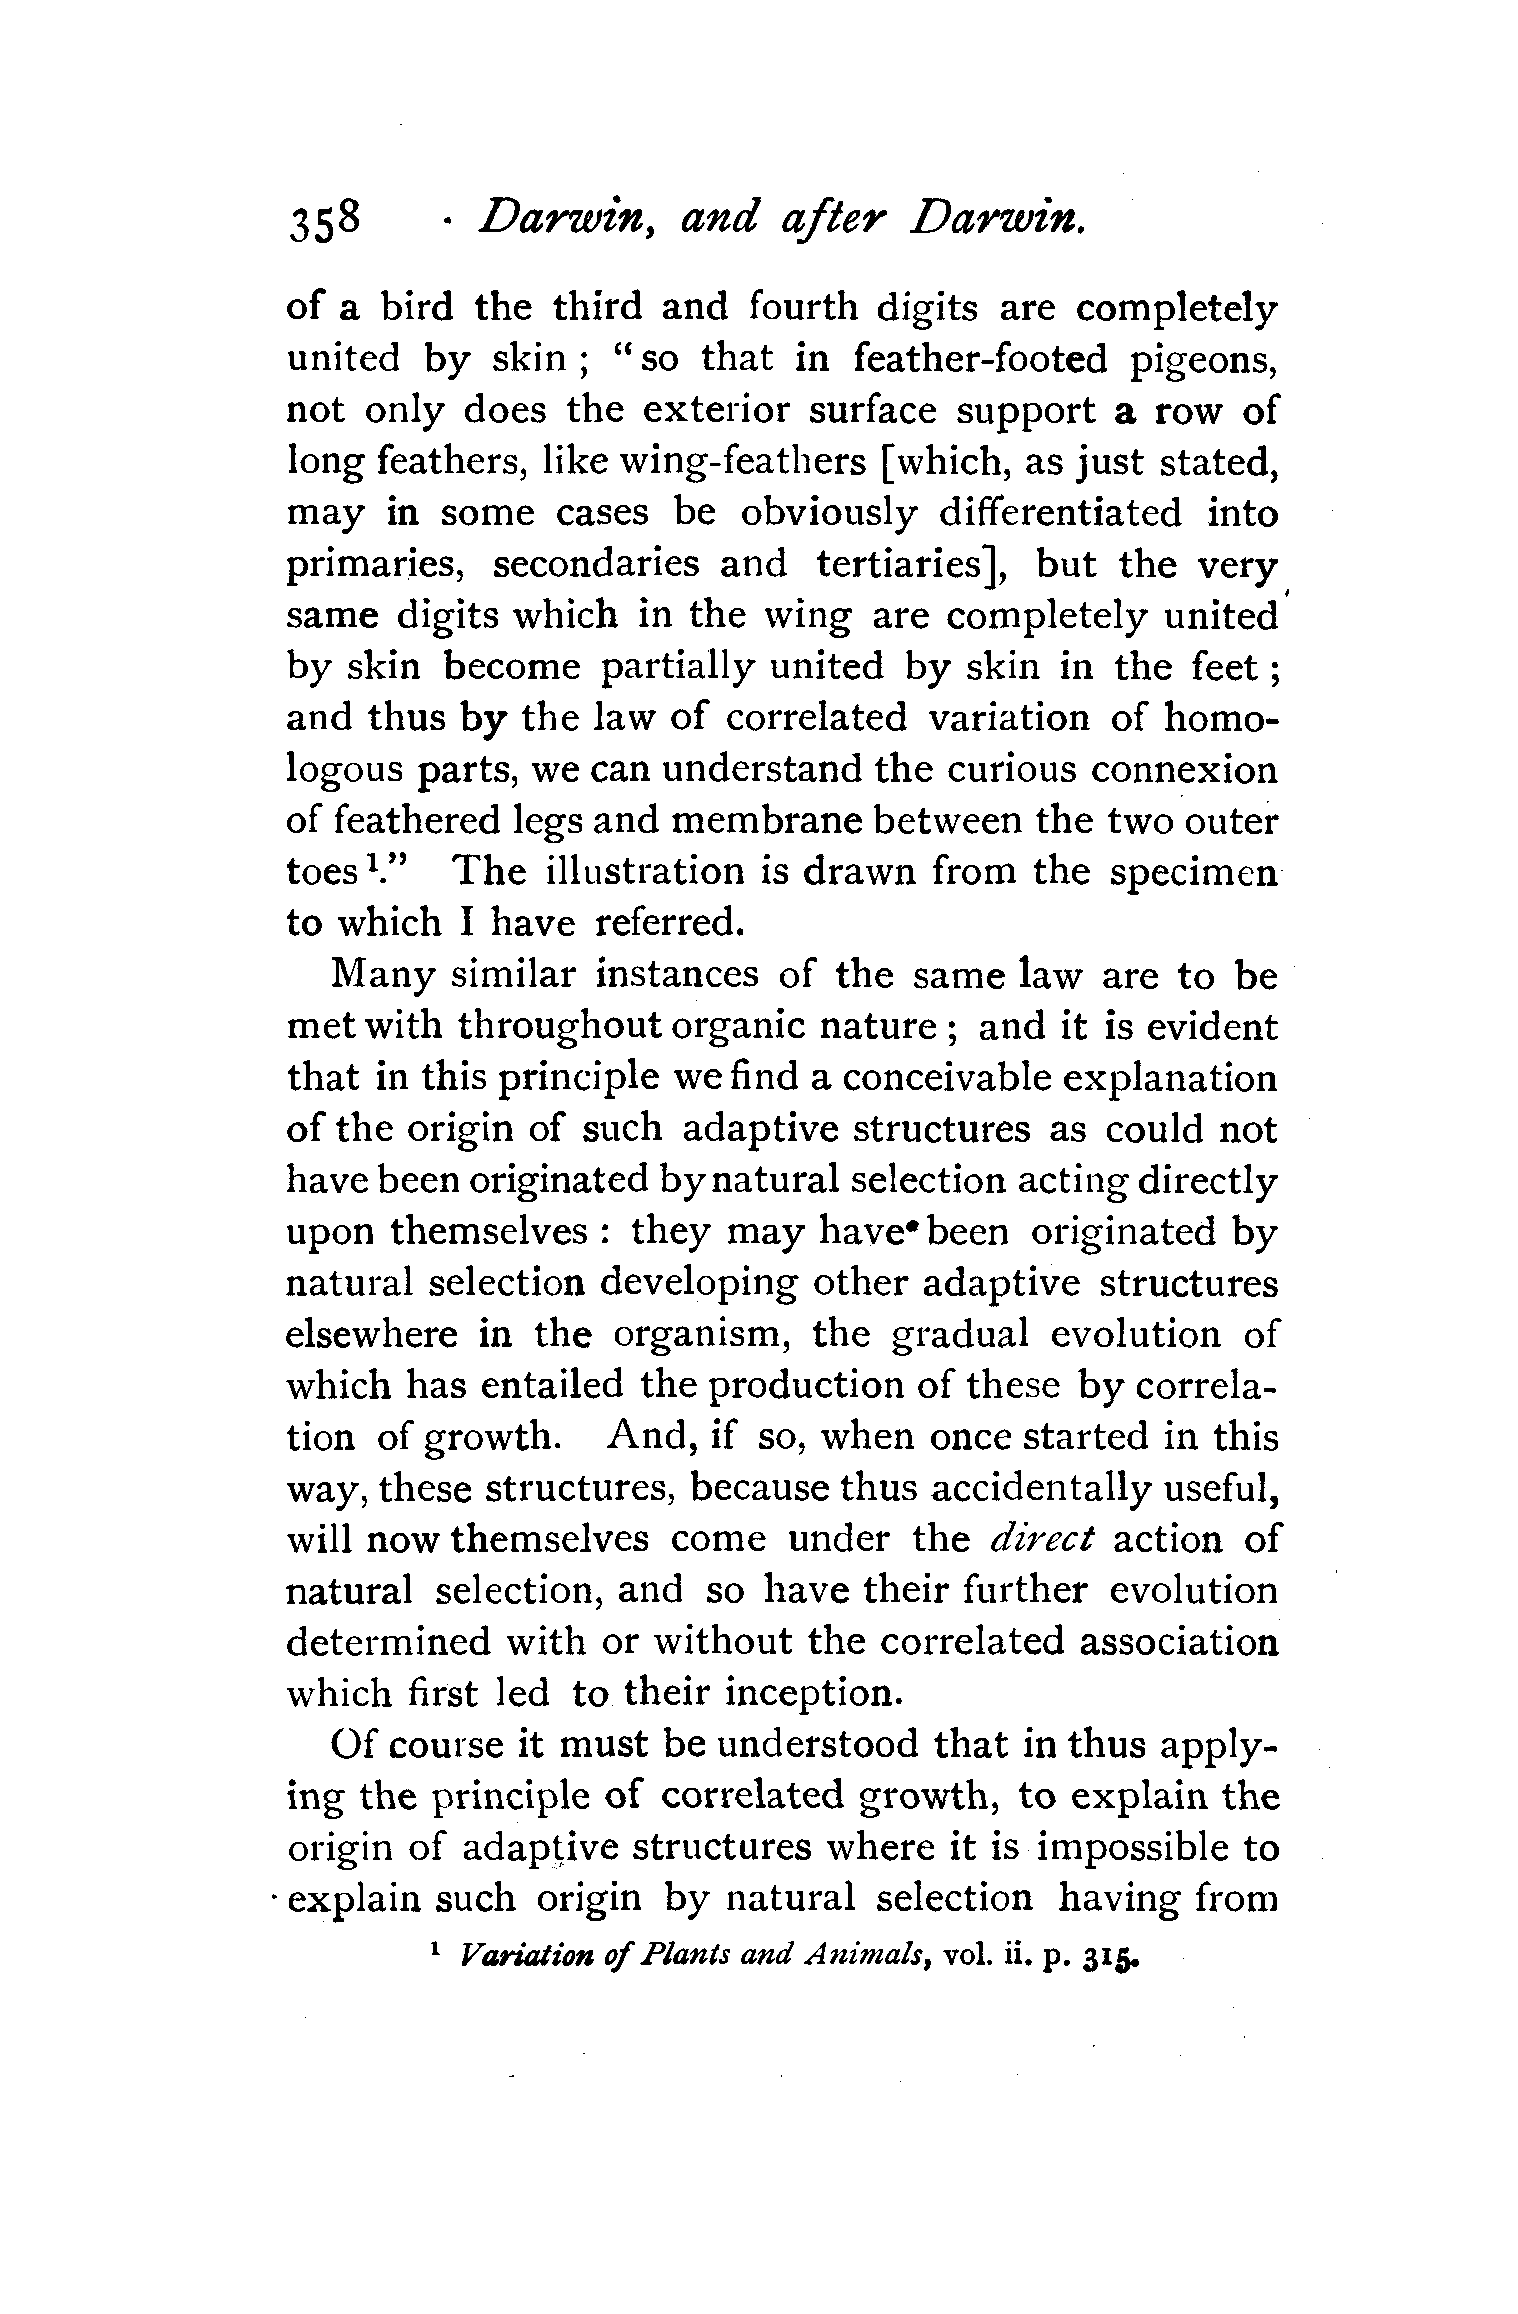 358 Darwin, and after Darwin.
of a bird the third and fourth digits are completely
united by skin ; “ so that in feather-footed pigeons,
not only does the exterior surface support a row of
long feathers, like wing-feathers [which, as just stated,
may in some cases be obviously differentiated into
primaries, secondaries and tertiaries], but the very
same digits which in the wing are completely united
by skin become partially united by skin in the feet ;
and thus by the law of correlated variation of homo-
logous parts, we can understand the curious connexion
of feathered legs and membrane between the two outer
toes ¹.” The illustration is drawn from the specimen
to which I have referred.
Many similar instances of the same law are to be
met with throughout organic nature ; and it is evident
that in this principle we find a conceivable explanation
of the origin of such adaptive structures as could not
have been originated by natural selection acting directly
upon themselves : they may have been originated by
natural selection developing other adaptive structures
elsewhere in the organism, the gradual evolution of
which has entailed the production of these by correla-
tion of growth. And, if so, when once started in this
way, these structures, because thus accidentally useful,
will now themselves come under the direct action of
natural selection, and so have their further evolution
determined with or without the correlated association
which first led to their inception.
Of course it must be understood that in thus apply-
ing the principle of correlated growth, to explain the
origin of adaptive structures where it is impossible to
explain such origin by natural selection having from
¹ Variation of Plants and Animals, vol. ii. p. 315.